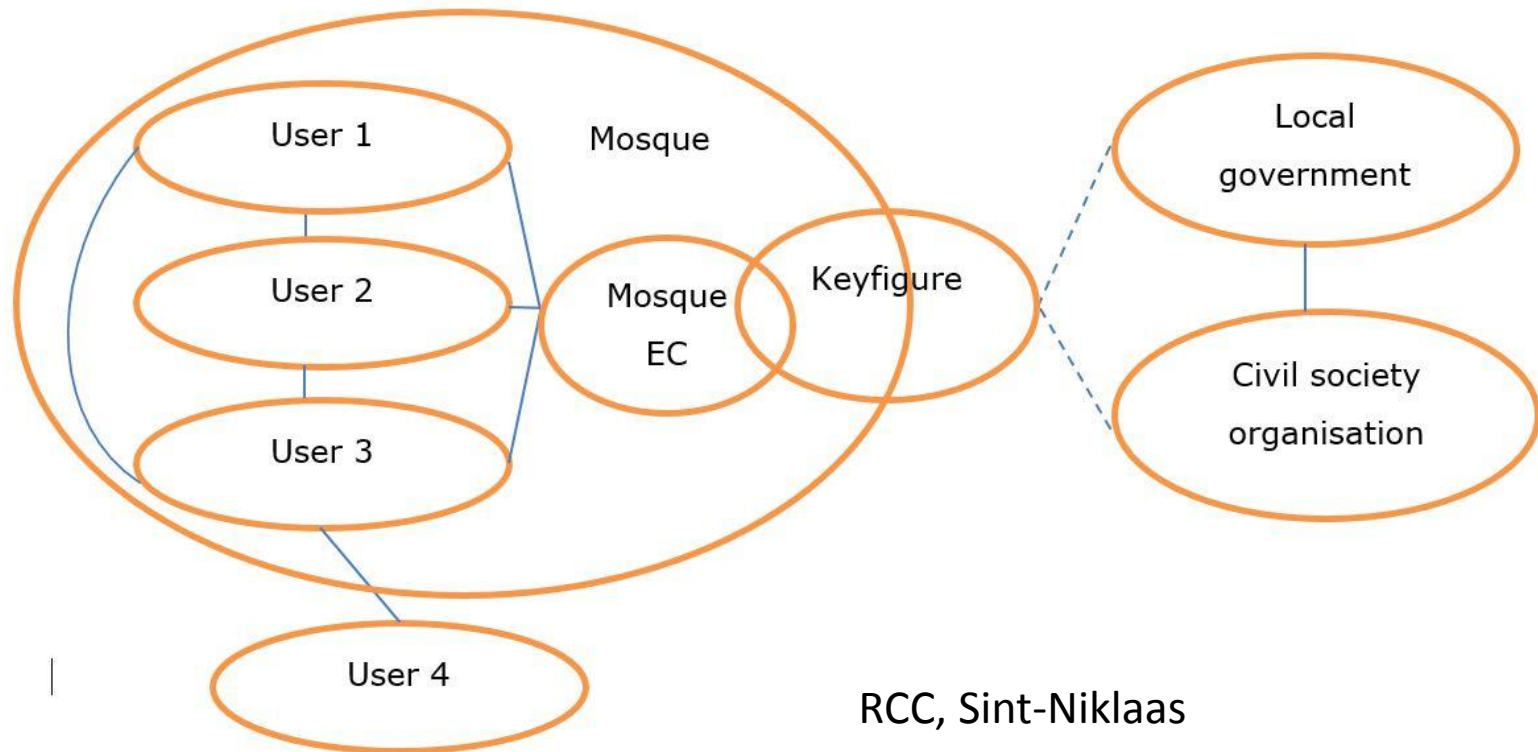 User 1
Mosque
Local
government
User 2
Keyfigure
Mosque
EC
Civil society
organisation
User 3
User 4
RCC, Sint-Niklaas